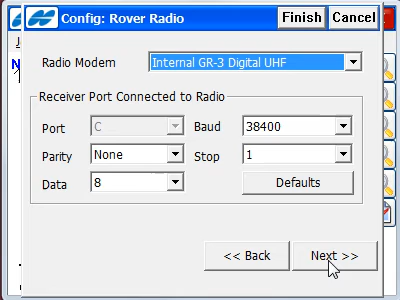 Config: Rover Radio Finish Cancel
Radio Modem Internal GR-3 Digital UHF
Receiver Port Connected to Radio
Port C Baud 38400
Parity None Stop 1
Data 8 Defaults
<< Back Next >>